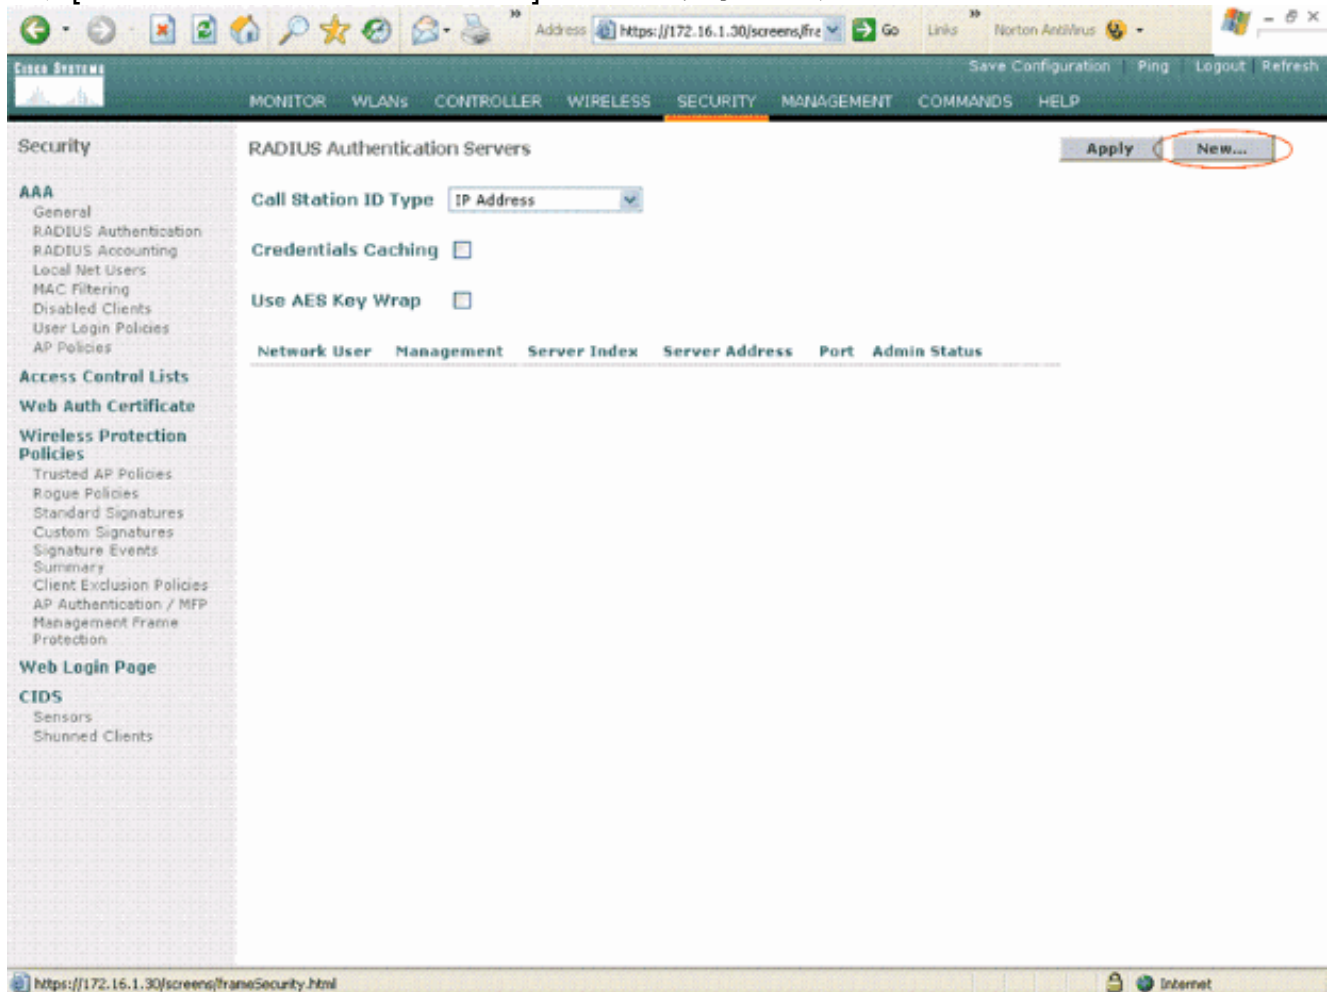 Address https://172.16.1.30/screens/fra Go Links Norton AntiVirus
CISCO SYSTEMS
Save Configuration Ping Logout Refresh
MONITOR WLANs CONTROLLER WIRELESS SECURITY MANAGEMENT COMMANDS HELP
Security
AAA
General
RADIUS Authentication
RADIUS Accounting
Local Net Users
MAC Filtering
Disabled Clients
User Login Policies
AP Policies
Access Control Lists
Web Auth Certificate
Wireless Protection
Policies
Trusted AP Policies
Rogue Policies
Standard Signatures
Custom Signatures
Signature Events
Summary
Client Exclusion Policies
AP Authentication / MFP
Management Frame
Protection
Web Login Page
CIDS
Sensors
Shunned Clients
RADIUS Authentication Servers
Apply New...
Call Station ID Type IP Address
Credentials Caching
Use AES Key Wrap
Network User Management Server Index Server Address Port Admin Status
https://172.16.1.30/screens/frameSecurity.html Internet